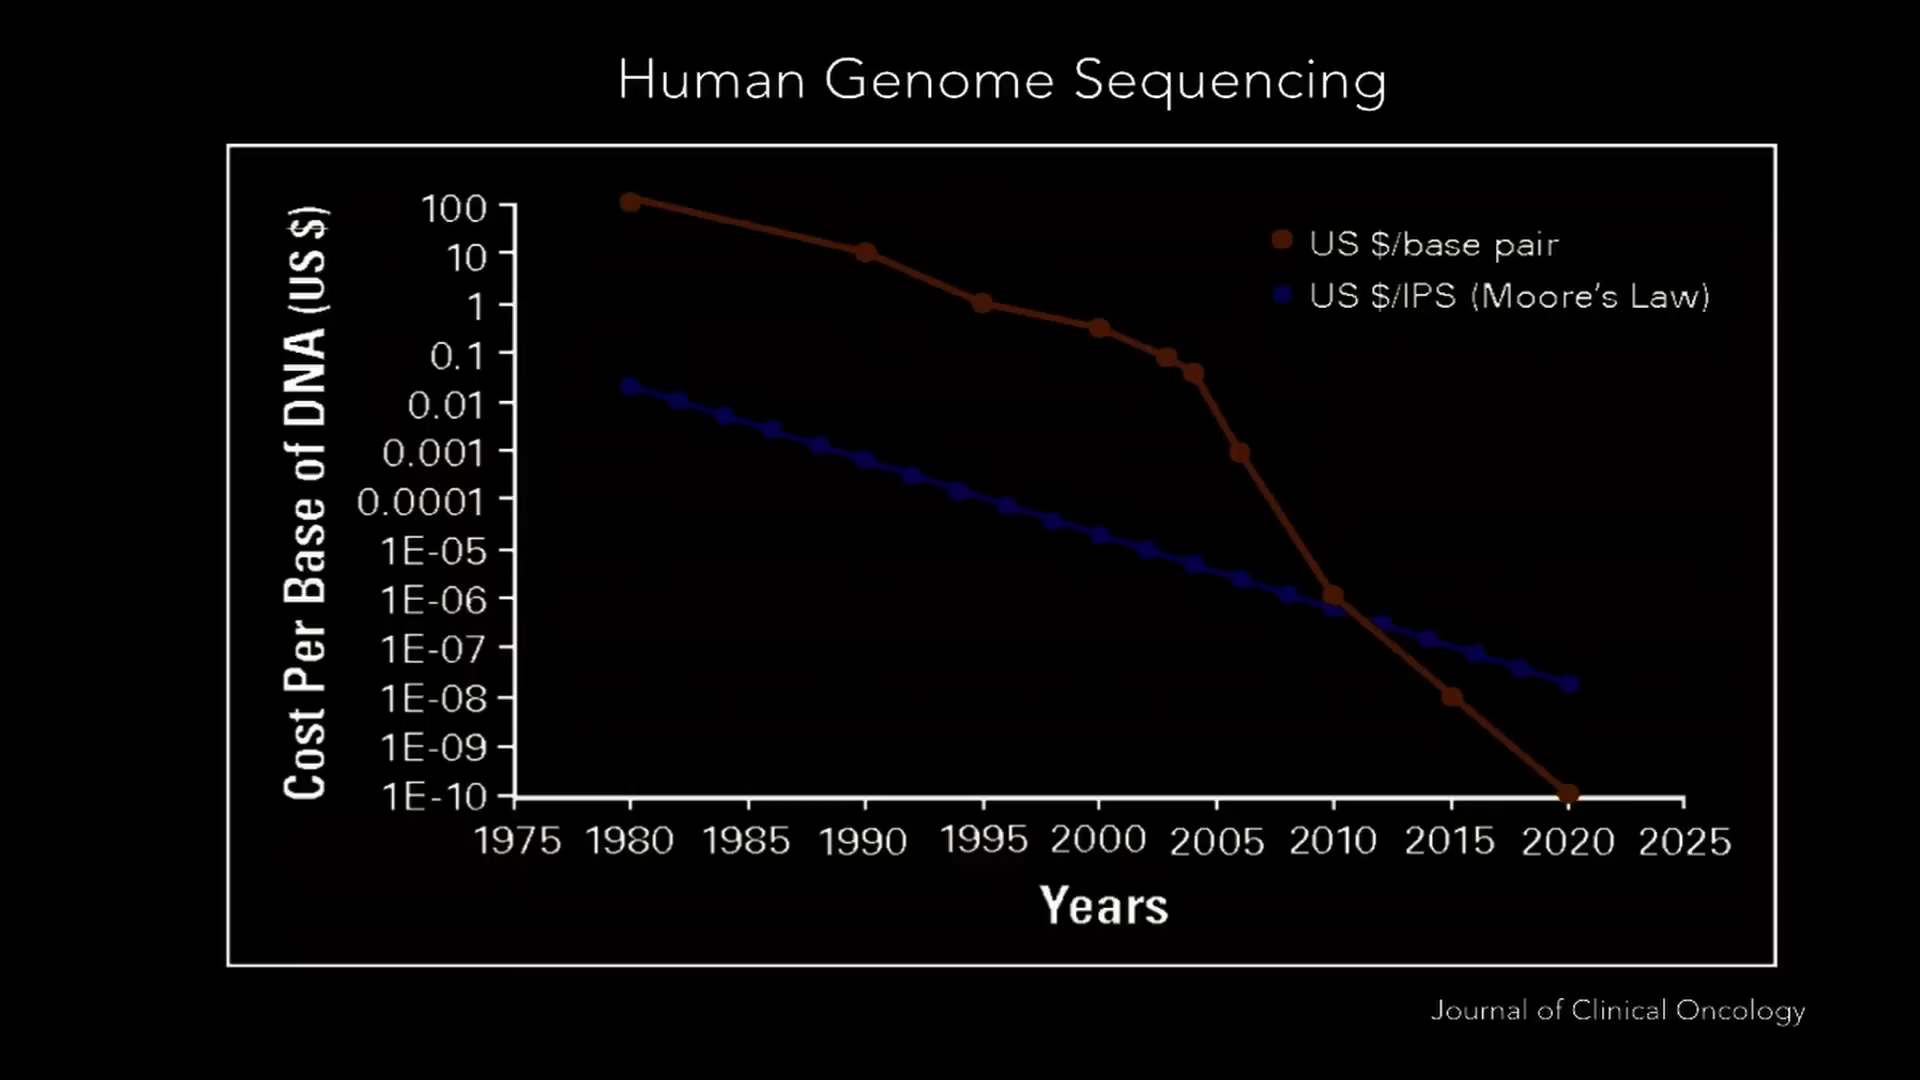 Human Genome Sequencing
Cost Per Base of DNA (US $)
100
10
1
0.1
0.01
0.001
0.0001
1E-05
1E-06
1E-07
1E-08
1E-09
1E-10
US $/base pair
US $/IPS (Moore's Law)
1975 1980 1985 1990 1995 2000 2005 2010 2015 2020 2025
Years
Journal of Clinical Oncology